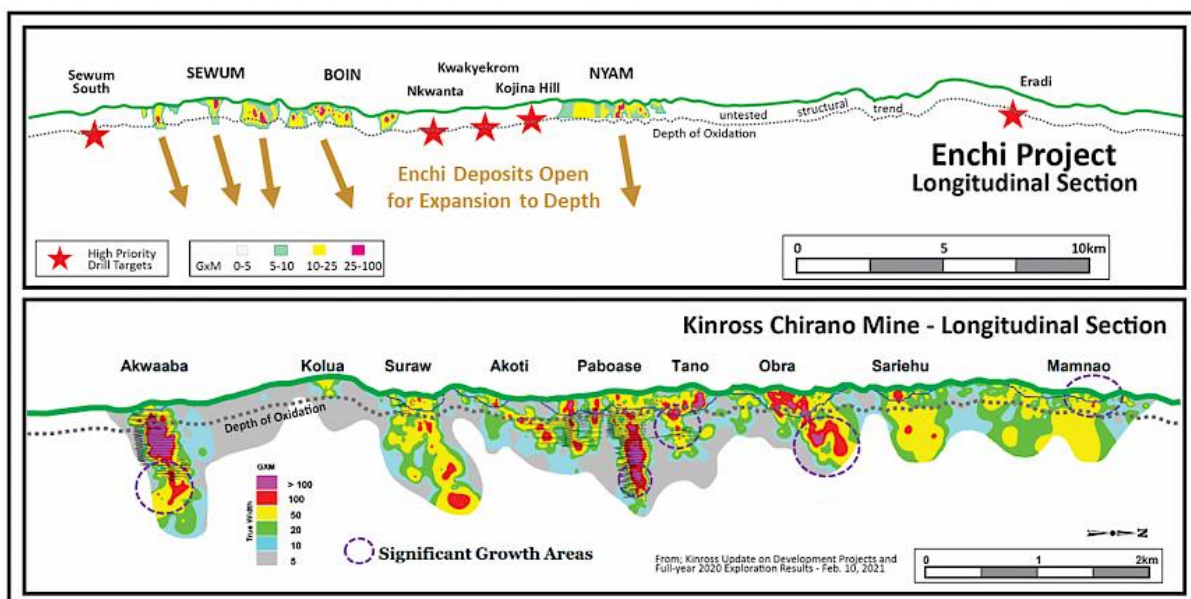 Sewum
South
SEWUM
BOIN
Nkwanta
Kwakyekrom
Kojina Hill
NYAM
Eradi
untested
structural
trend
Depth of Oxidation
Enchi Deposits Open
for Expansion to Depth
Enchi Project
Longitudinal Section
High Priority
Drill Targets
GxM 0-5 5-10 10-25 25-100
0 5 10km
Kinross Chirano Mine - Longitudinal Section
Akwaaba
Kolua
Suraw
Akoti
Paboase
Tano
Obra
Sariehu
Mamnao
Depth of Oxidation
GXM
True Width
> 100
100
50
20
10
5
Significant Growth Areas
From; Kinross Update on Development Projects and
Full-year 2020 Exploration Results - Feb. 10, 2021
N
0 1 2km